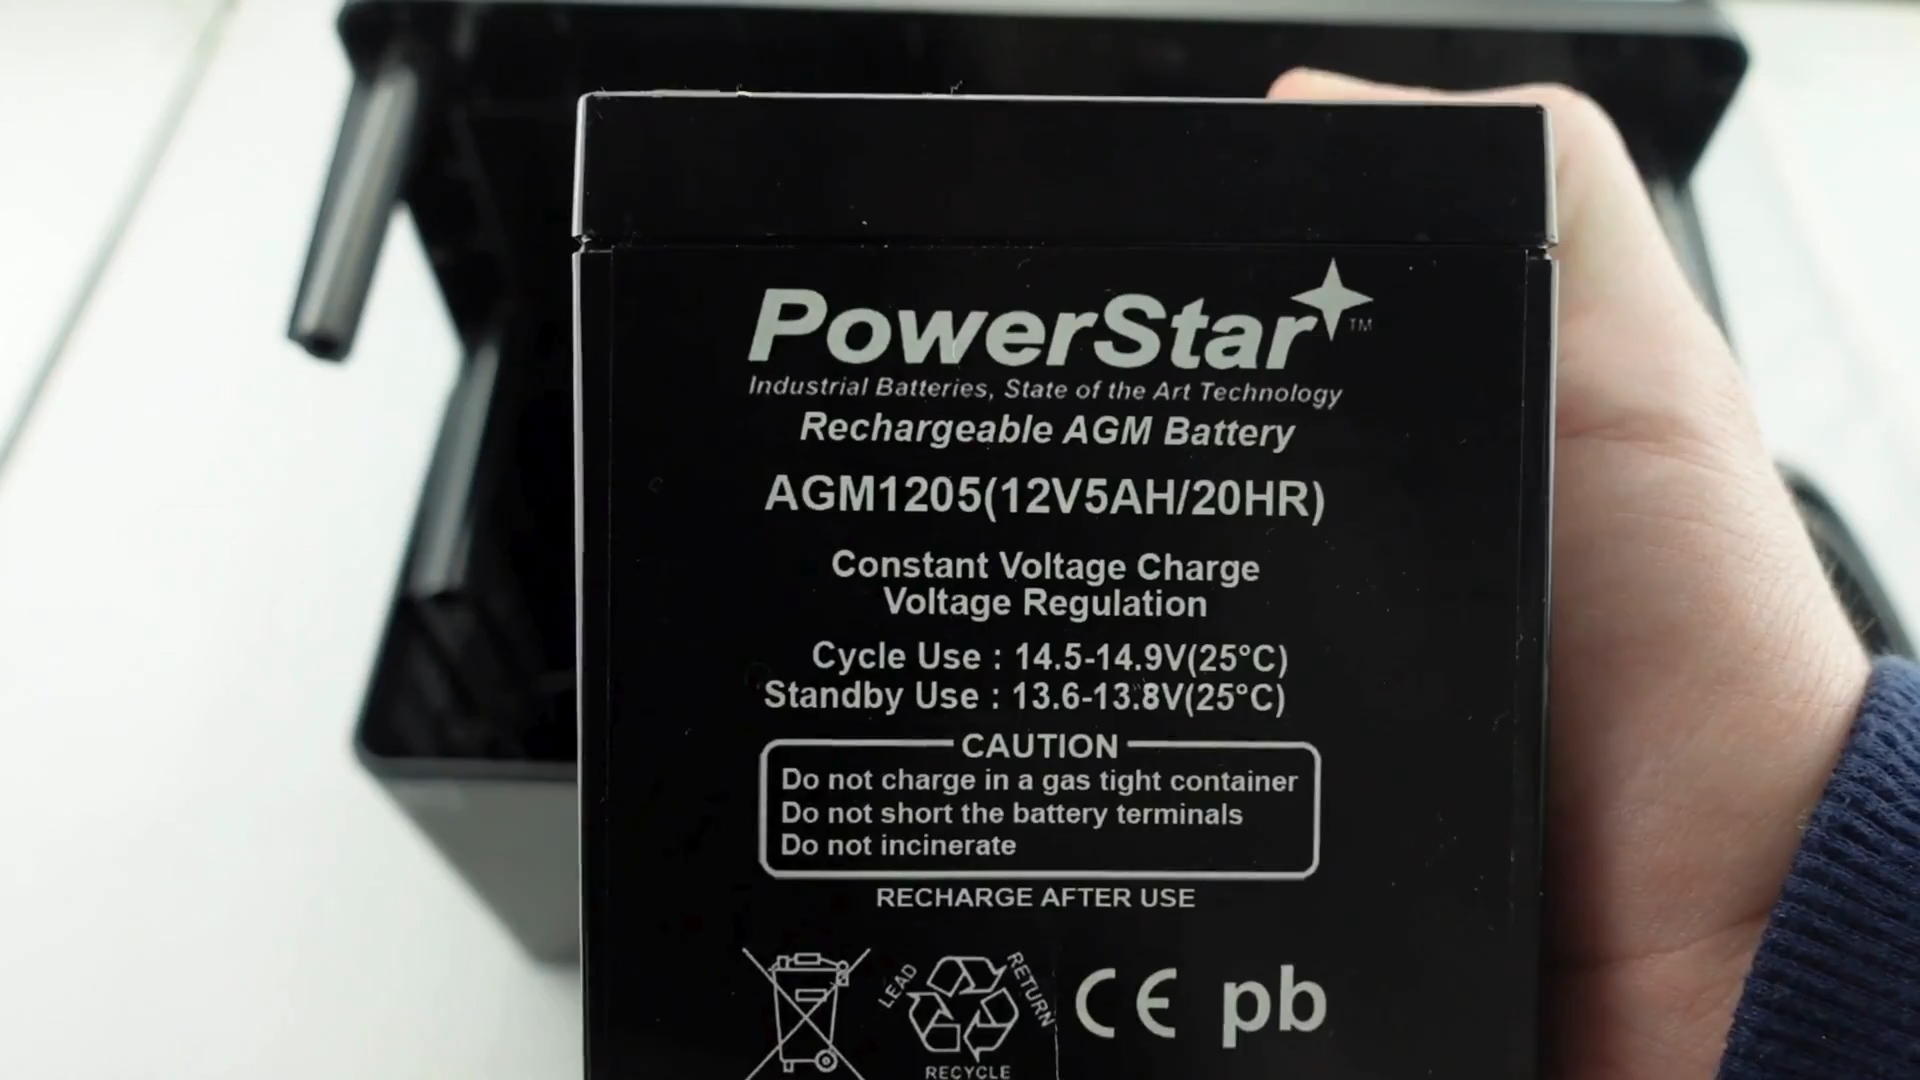 PowerStar™
Industrial Batteries, State of the Art Technology
Rechargeable AGM Battery
AGM1205(12V5AH/20HR)
Constant Voltage Charge
Voltage Regulation
Cycle Use : 14.5-14.9V(25°C)
Standby Use : 13.6-13.8V(25°C)
CAUTION
Do not charge in a gas tight container
Do not short the battery terminals
Do not incinerate
RECHARGE AFTER USE
LEAD
RETURN
RECYCLE
CE pb